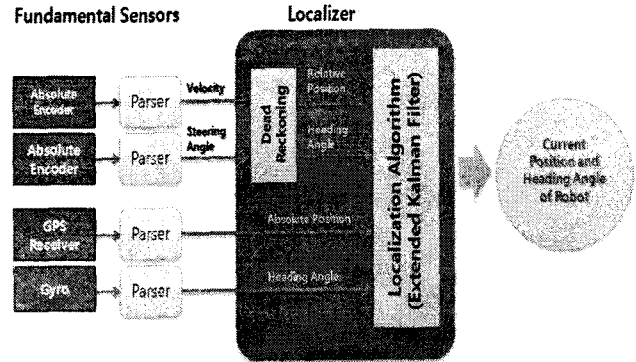 Fundamental Sensors
Localizer
Absolute
Encoder
Parser
Velocity
Absolute
Encoder
Parser
Steering
Angle
Dead
Reckoning
Relative
Position
Heading
Angle
GPS
Receiver
Parser
Absolute Position
Gyro
Parser
Heading Angle
Localization Algorithm
(Extended Kalman Filter)
Current
Position and
Heading Angle
of Robot